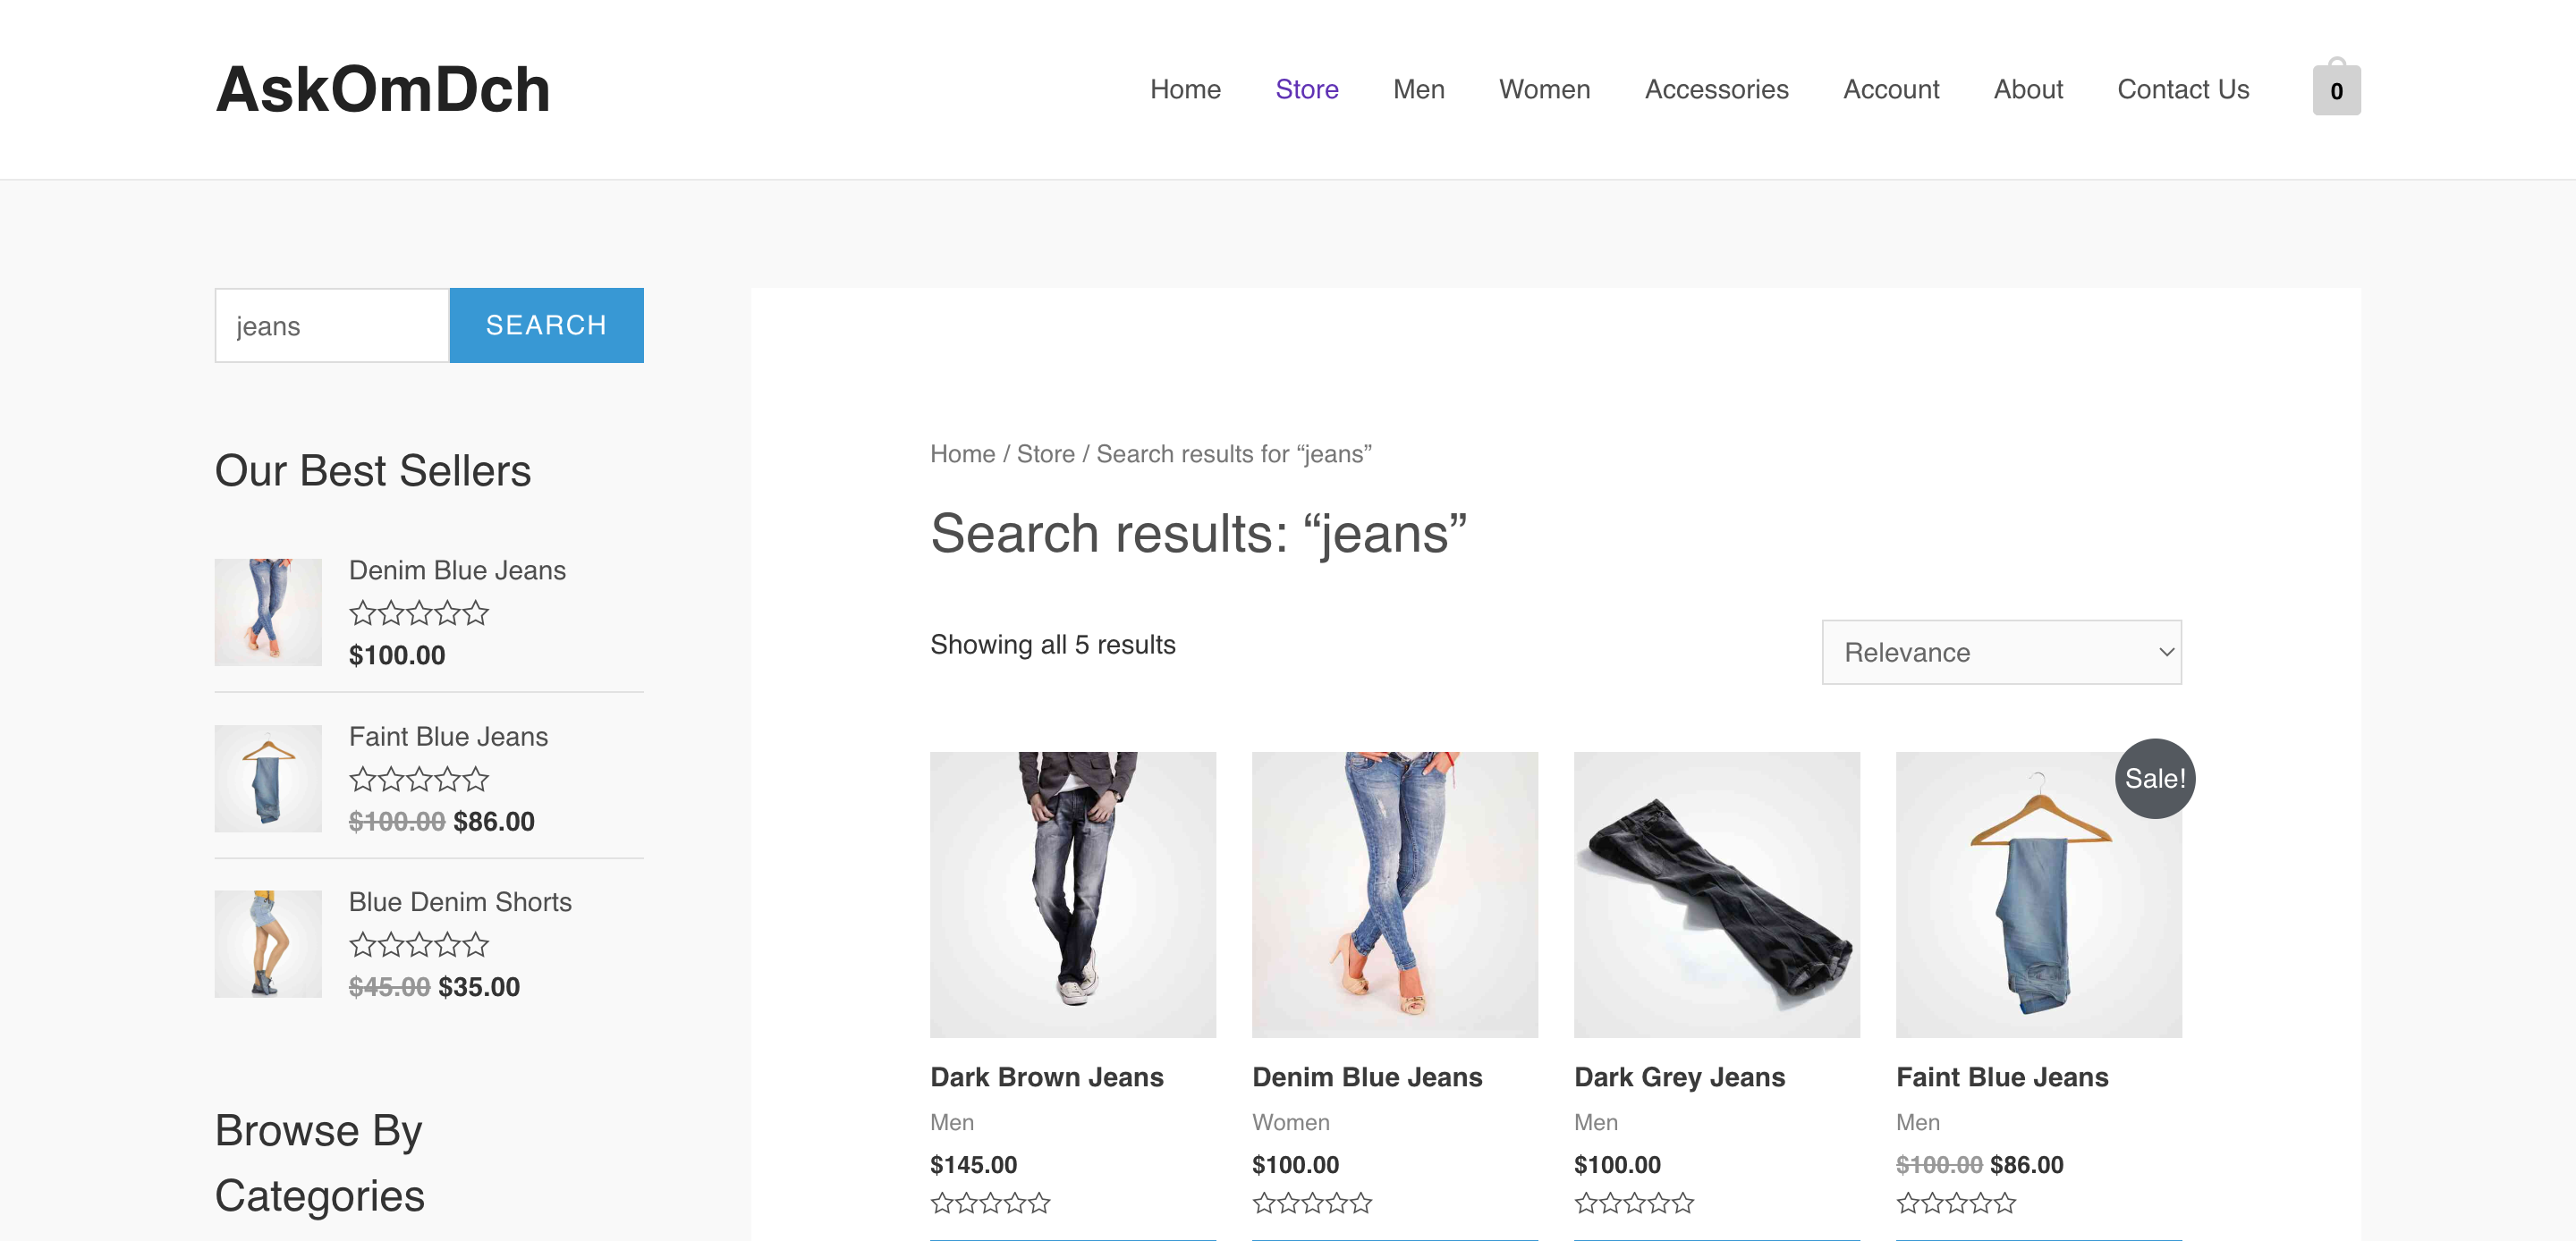 AskOmDch
Home Store Men Women Accessories Account About Contact Us 0
jeans SEARCH
Our Best Sellers
Denim Blue Jeans
$100.00
Faint Blue Jeans
$100.00 $86.00
Blue Denim Shorts
$45.00 $35.00
Browse By
Categories
Home / Store / Search results for “jeans”
Search results: “jeans”
Showing all 5 results
Relevance
Sale!
Dark Brown Jeans
Men
$145.00
Denim Blue Jeans
Women
$100.00
Dark Grey Jeans
Men
$100.00
Faint Blue Jeans
Men
$100.00 $86.00